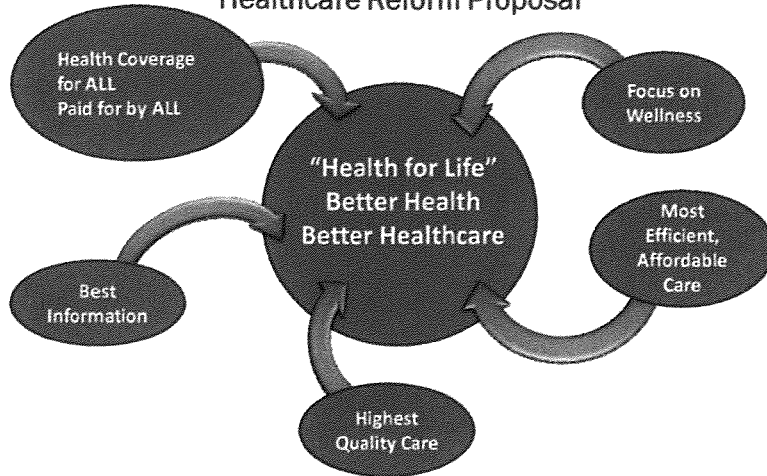 Healthcare Reform Proposal
Health Coverage
for ALL
Paid for by ALL
Focus on
Wellness
"Health for Life"
Better Health
Better Healthcare
Most
Efficient,
Affordable
Care
Best
Information
Highest
Quality Care